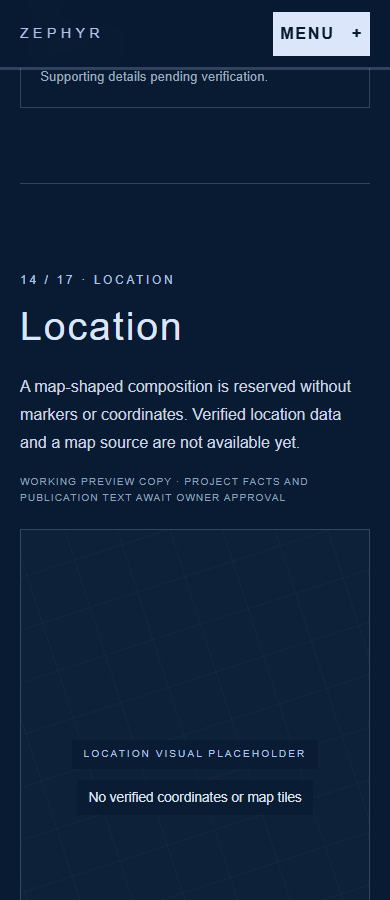 ZEPHYR
MENU +
Supporting details pending verification.
14 / 17 · LOCATION
Location
A map-shaped composition is reserved without
markers or coordinates. Verified location data
and a map source are not available yet.
WORKING PREVIEW COPY · PROJECT FACTS AND
PUBLICATION TEXT AWAIT OWNER APPROVAL
LOCATION VISUAL PLACEHOLDER
No verified coordinates or map tiles